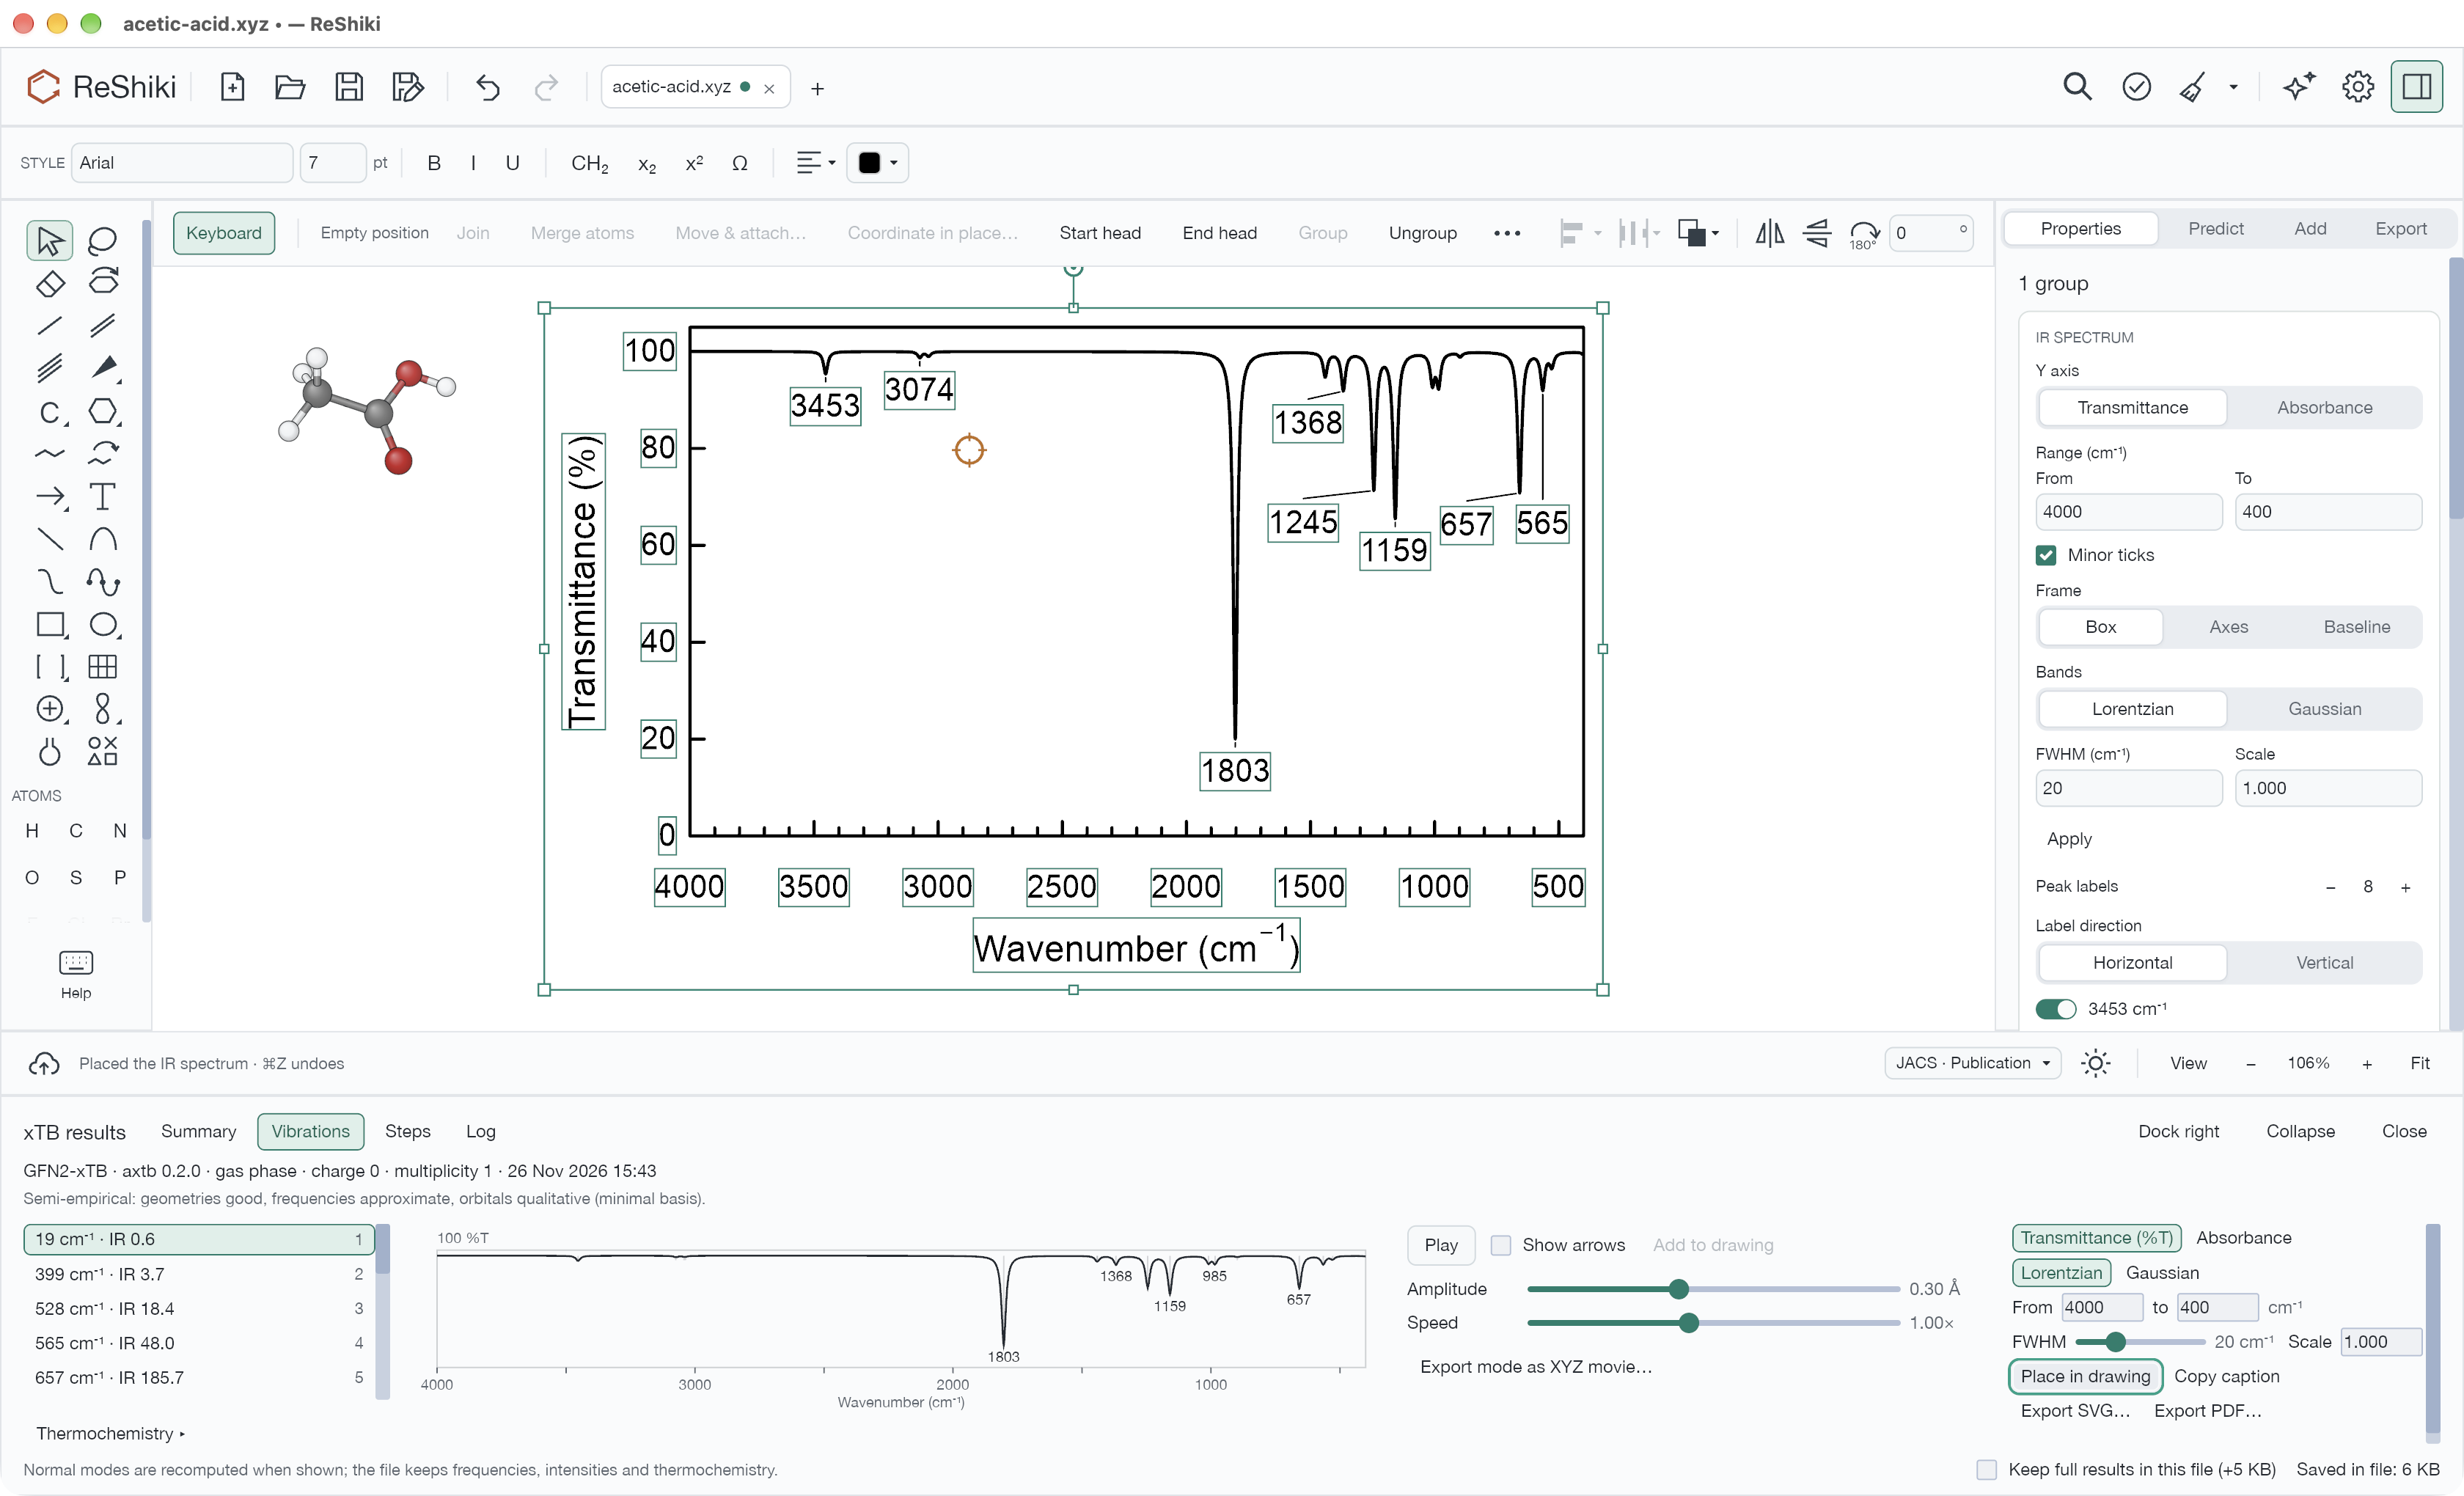 acetic-acid.xyz • — ReShiki
ReShiki
acetic-acid.xyz
STYLE Arial 7 pt B I U CH₂ x₂ x² Ω
Keyboard Empty position Join Merge atoms Move & attach... Coordinate in place... Start head End head Group Ungroup 180° 0 °
Properties Predict Add Export
1 group
IR SPECTRUM
Y axis
Transmittance Absorbance
Range (cm⁻¹)
From To
4000 400
Minor ticks
Frame
Box Axes Baseline
Bands
Lorentzian Gaussian
FWHM (cm⁻¹) Scale
20 1.000
Apply
Peak labels − 8 +
Label direction
Horizontal Vertical
3453 cm⁻¹
C
T
ATOMS
H C N
O S P
Help
Transmittance (%)
100
80
60
40
20
0
3453
3074
1803
1368
1245
1159
657
565
4000 3500 3000 2500 2000 1500 1000 500
Wavenumber (cm⁻¹)
Placed the IR spectrum · ⌘Z undoes
JACS · Publication View − 106% + Fit
xTB results Summary Vibrations Steps Log Dock right Collapse Close
GFN2-xTB · axtb 0.2.0 · gas phase · charge 0 · multiplicity 1 · 26 Nov 2026 15:43
Semi-empirical: geometries good, frequencies approximate, orbitals qualitative (minimal basis).
19 cm⁻¹ · IR 0.6 1
399 cm⁻¹ · IR 3.7 2
528 cm⁻¹ · IR 18.4 3
565 cm⁻¹ · IR 48.0 4
657 cm⁻¹ · IR 185.7 5
Thermochemistry
100 %T
1803
1368
1159
985
657
4000 3000 2000 1000
Wavenumber (cm⁻¹)
Play Show arrows Add to drawing
Amplitude 0.30 Å
Speed 1.00×
Export mode as XYZ movie...
Transmittance (%T) Absorbance
Lorentzian Gaussian
From 4000 to 400 cm⁻¹
FWHM 20 cm⁻¹ Scale 1.000
Place in drawing Copy caption
Export SVG... Export PDF...
Normal modes are recomputed when shown; the file keeps frequencies, intensities and thermochemistry.
Keep full results in this file (+5 KB) Saved in file: 6 KB